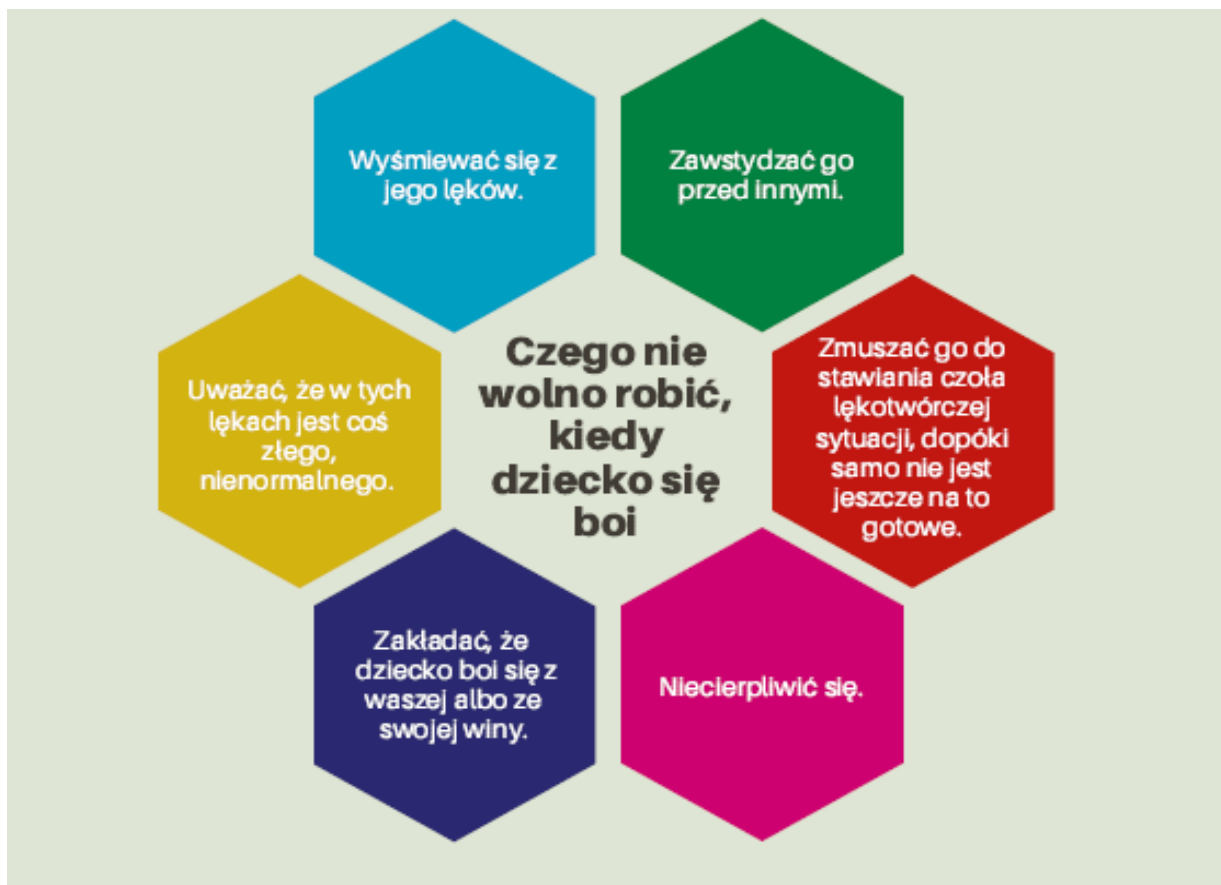 Czego nie
wolno robić,
kiedy
dziecko się
boi
Wyśmiewać się z
jego lęków.
Zawstydzać go
przed innymi.
Zmuszać go do
stawiania czoła
lękotwórczej
sytuacji, dopóki
samo nie jest
jeszcze na to
gotowe.
Niecierpliwić się.
Zakładać, że
dziecko boi się z
waszej albo ze
swojej winy.
Uważać, że w tych
lękach jest coś
złego,
nienormalnego.